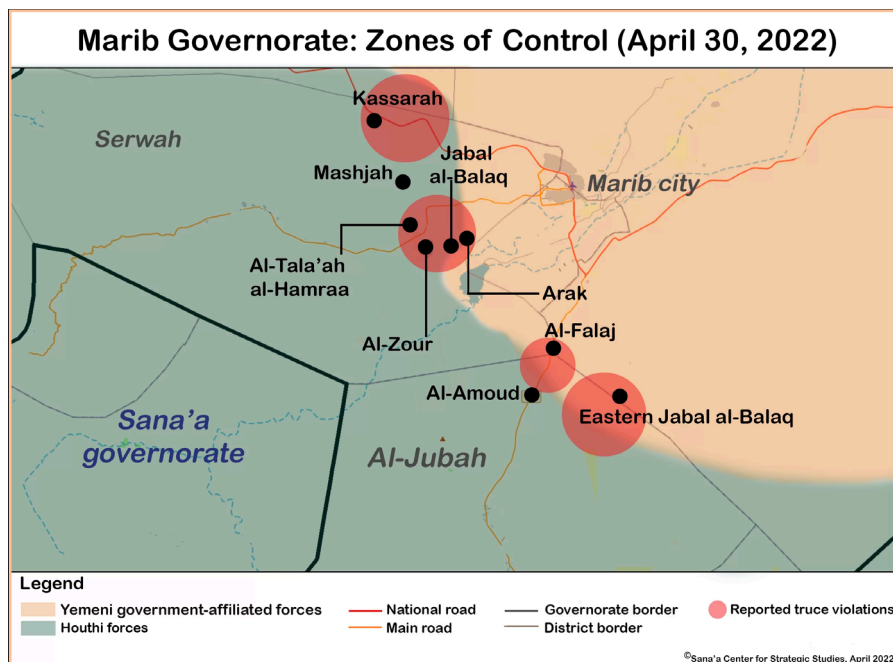 Marib Governorate: Zones of Control (April 30, 2022)
Kassarah
Serwah
Jabal
al-Balaq
Mashjah
Marib city
Al-Tala’ah
al-Hamraa
Arak
Al-Zour
Al-Falaj
Al-Amoud
Eastern Jabal al-Balaq
Sana’a
governorate
Al-Jubah
Legend
Yemeni government-affiliated forces
National road
Governorate border
Reported truce violations
Houthi forces
Main road
District border
©Sana’a Center for Strategic Studies, April 2022